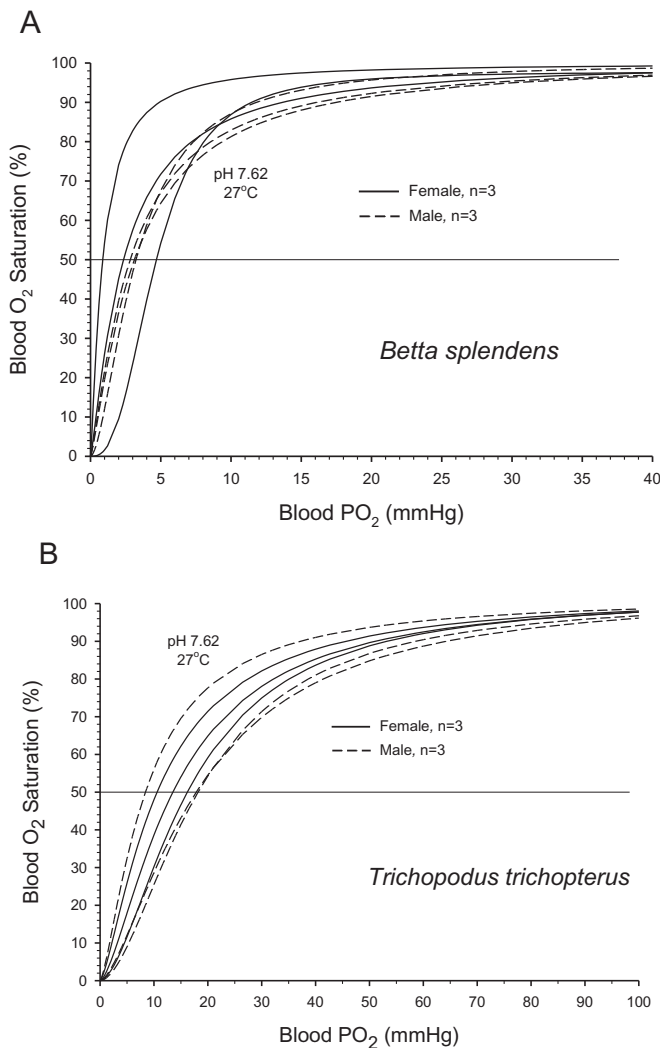 A
100
90
80
70
60
50
40
30
20
10
0
Blood O2 Saturation (%)
pH 7.62
27°C
Female, n=3
Male, n=3
Betta splendens
0 5 10 15 20 25 30 35 40
Blood PO2 (mmHg)
B
100
90
80
70
60
50
40
30
20
10
0
Blood O2 Saturation (%)
pH 7.62
27°C
Female, n=3
Male, n=3
Trichopodus trichopterus
0 10 20 30 40 50 60 70 80 90 100
Blood PO2 (mmHg)